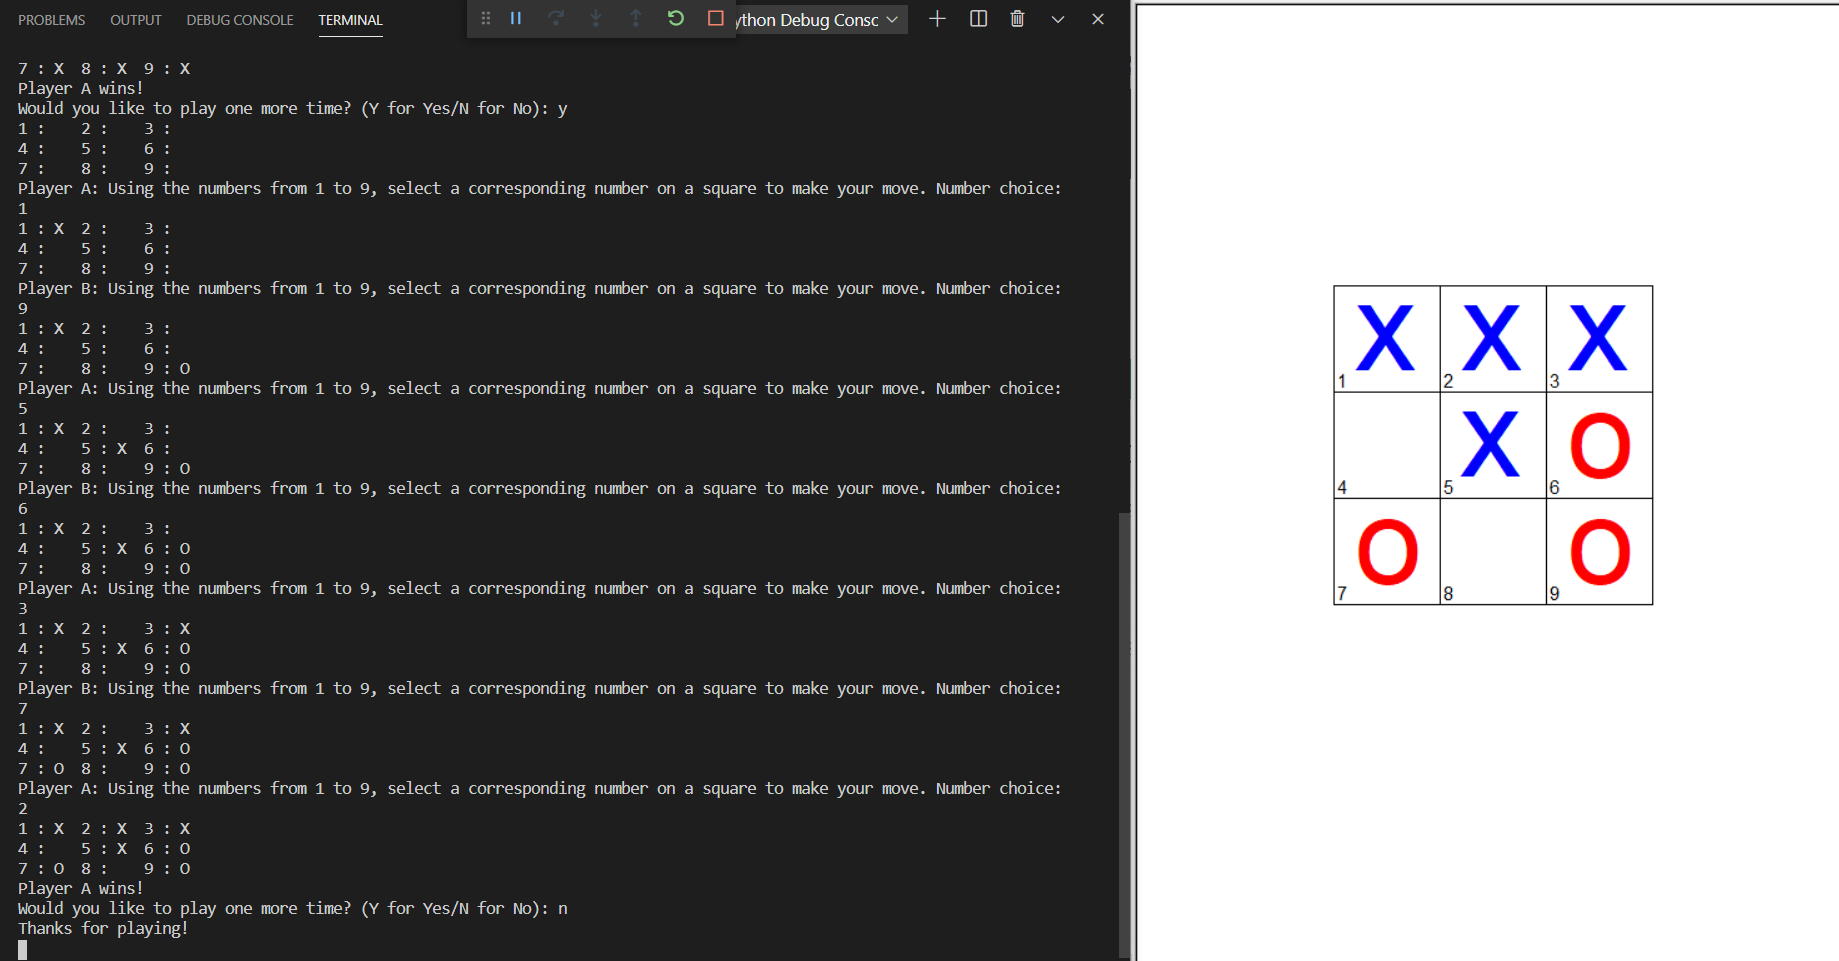 PROBLEMS OUTPUT DEBUG CONSOLE TERMINAL ython Debug Consc
7 : X 8 : X 9 : X
Player A wins!
Would you like to play one more time? (Y for Yes/N for No): y
1 : 2 : 3 :
4 : 5 : 6 :
7 : 8 : 9 :
Player A: Using the numbers from 1 to 9, select a corresponding number on a square to make your move. Number choice:
1
1 : X 2 : 3 :
4 : 5 : 6 :
7 : 8 : 9 :
Player B: Using the numbers from 1 to 9, select a corresponding number on a square to make your move. Number choice:
9
1 : X 2 : 3 :
4 : 5 : 6 :
7 : 8 : 9 : O
Player A: Using the numbers from 1 to 9, select a corresponding number on a square to make your move. Number choice:
5
1 : X 2 : 3 :
4 : 5 : X 6 :
7 : 8 : 9 : O
Player B: Using the numbers from 1 to 9, select a corresponding number on a square to make your move. Number choice:
6
1 : X 2 : 3 :
4 : 5 : X 6 : O
7 : 8 : 9 : O
Player A: Using the numbers from 1 to 9, select a corresponding number on a square to make your move. Number choice:
3
1 : X 2 : 3 : X
4 : 5 : X 6 : O
7 : 8 : 9 : O
Player B: Using the numbers from 1 to 9, select a corresponding number on a square to make your move. Number choice:
7
1 : X 2 : 3 : X
4 : 5 : X 6 : O
7 : O 8 : 9 : O
Player A: Using the numbers from 1 to 9, select a corresponding number on a square to make your move. Number choice:
2
1 : X 2 : X 3 : X
4 : 5 : X 6 : O
7 : O 8 : 9 : O
Player A wins!
Would you like to play one more time? (Y for Yes/N for No): n
Thanks for playing!
X X X
1 2 3
X O
4 5 6
O O
7 8 9